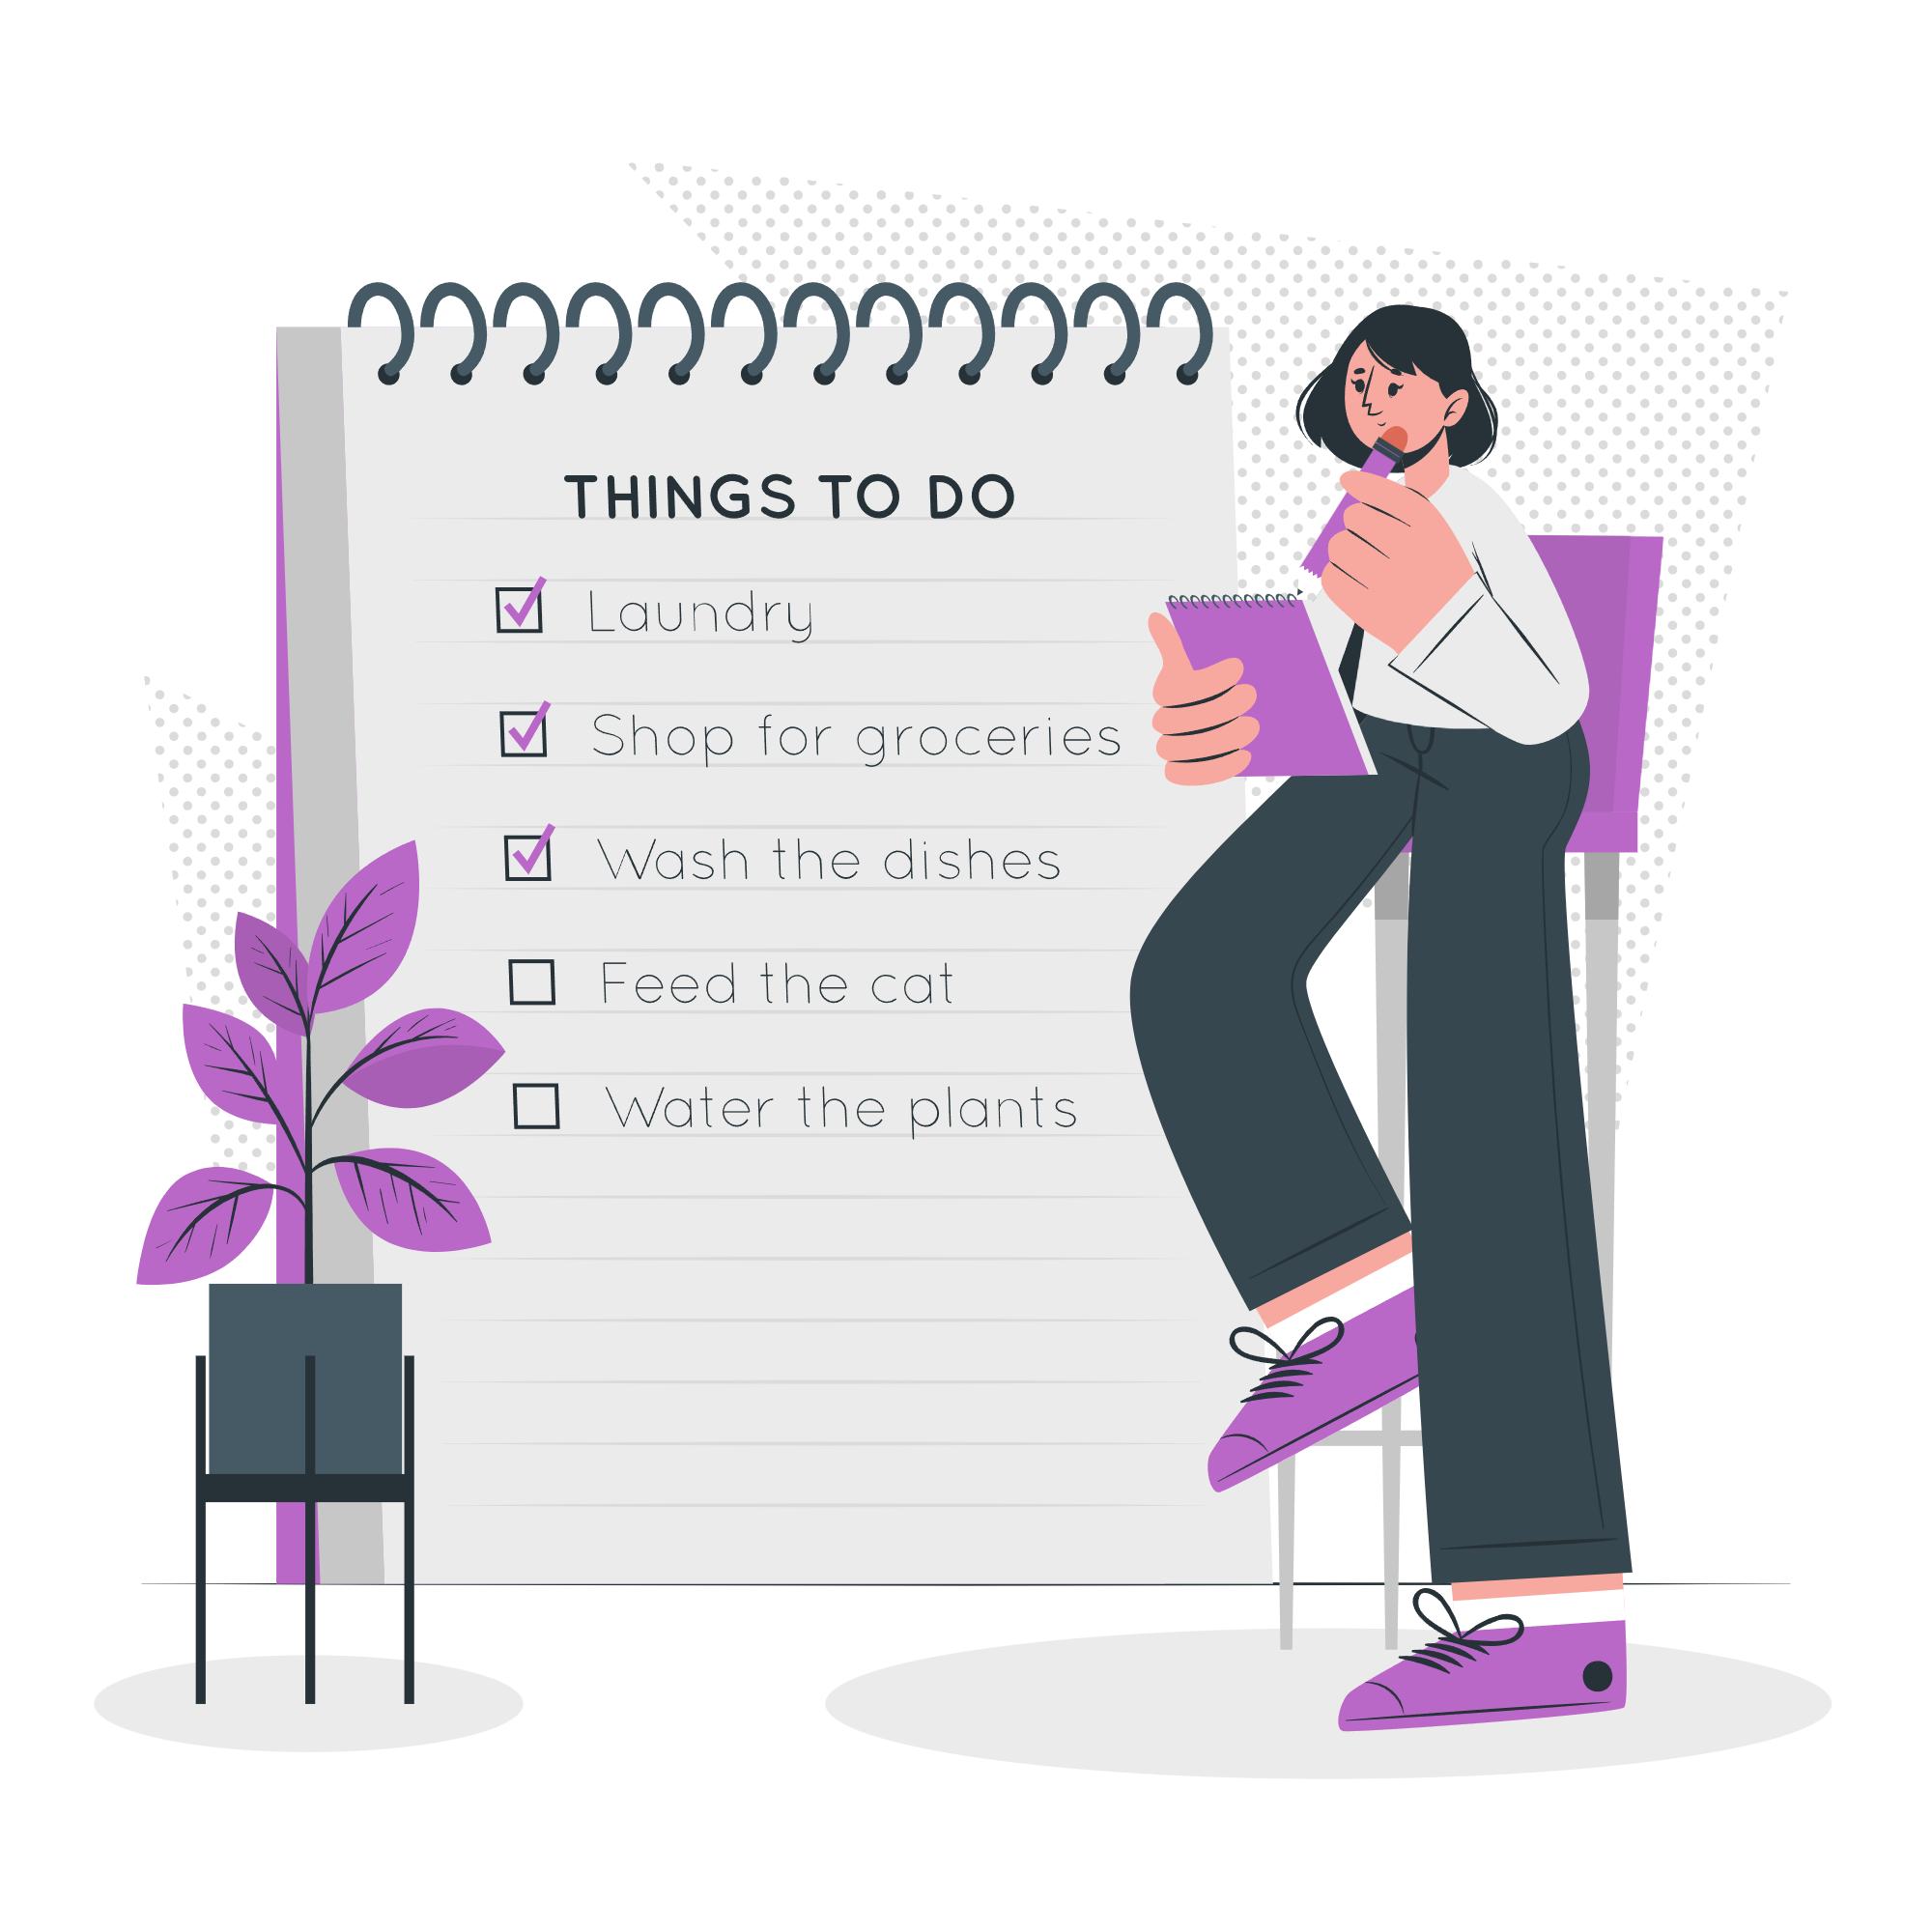 THINGS TO DO
Laundry
Shop for groceries
Wash the dishes
Feed the cat
Water the plants